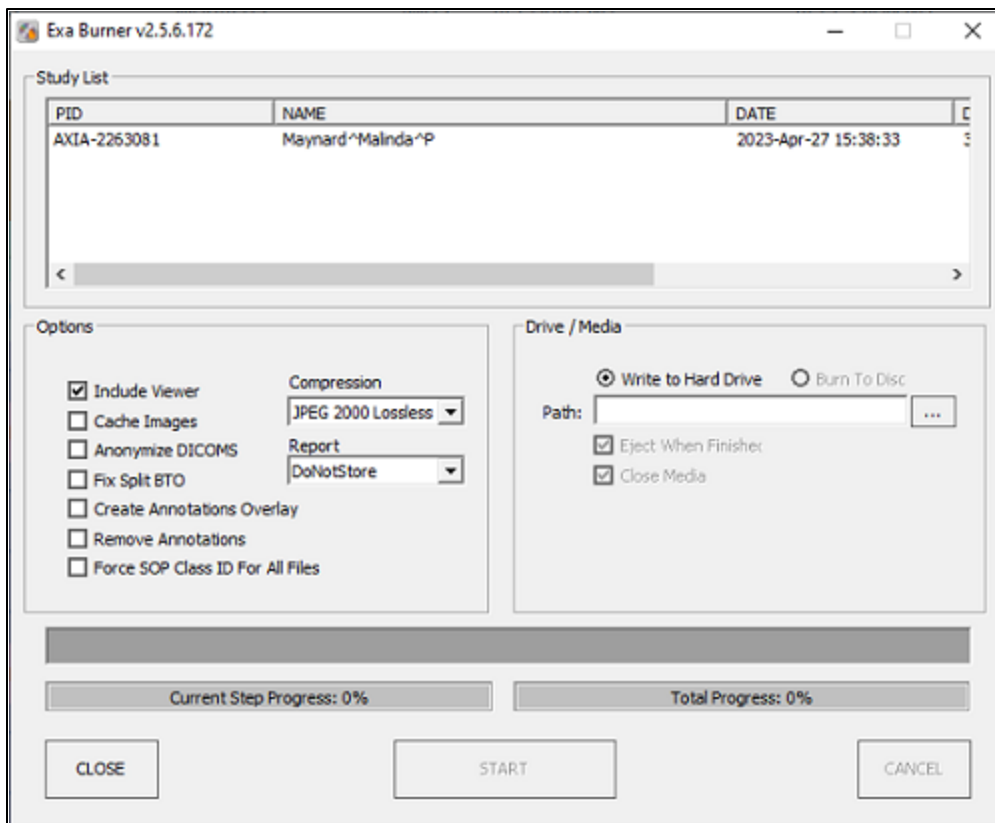 Exa Burner v2.5.6.172
Study List
PID NAME DATE
AXIA-2263081 Maynard^Malinda^P 2023-Apr-27 15:38:33
Options
Include Viewer
Cache Images
Anonymize DICOMS
Fix Split BTO
Create Annotations Overlay
Remove Annotations
Force SOP Class ID For All Files
Compression
JPEG 2000 Lossless
Report
DoNotStore
Drive / Media
Write to Hard Drive Burn To Disc
Path: ...
Eject When Finished
Close Media
Current Step Progress: 0% Total Progress: 0%
CLOSE START CANCEL